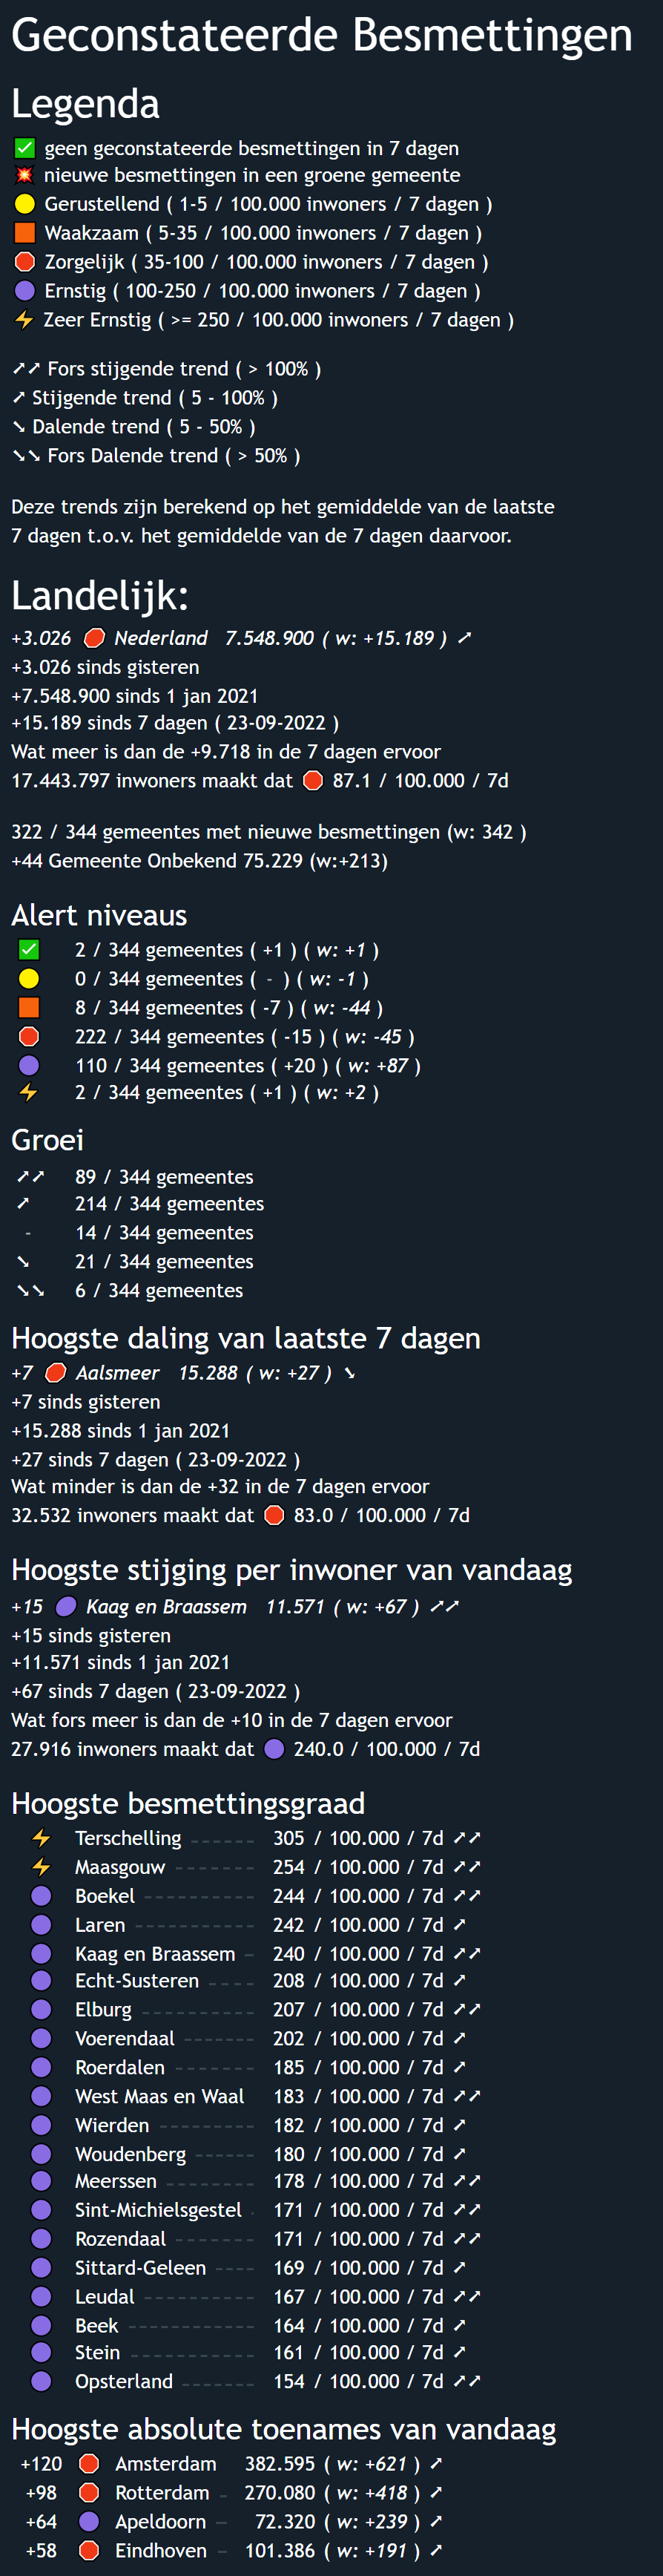 Geconstateerde Besmettingen
Legenda
✅ geen geconstateerde besmettingen in 7 dagen
💥 nieuwe besmettingen in een groene gemeente
🟡 Gerustellend ( 1-5 / 100.000 inwoners / 7 dagen )
🟧 Waakzaam ( 5-35 / 100.000 inwoners / 7 dagen )
🛑 Zorgelijk ( 35-100 / 100.000 inwoners / 7 dagen )
🟣 Ernstig ( 100-250 / 100.000 inwoners / 7 dagen )
⚡ Zeer Ernstig ( >= 250 / 100.000 inwoners / 7 dagen )
➚➚ Fors stijgende trend ( > 100% )
➚ Stijgende trend ( 5 - 100% )
➘ Dalende trend ( 5 - 50% )
➘➘ Fors Dalende trend ( > 50% )
Deze trends zijn berekend op het gemiddelde van de laatste
7 dagen t.o.v. het gemiddelde van de 7 dagen daarvoor.
Landelijk:
+3.026 🛑 Nederland 7.548.900 ( w: +15.189 ) ➚
+3.026 sinds gisteren
+7.548.900 sinds 1 jan 2021
+15.189 sinds 7 dagen ( 23-09-2022 )
Wat meer is dan de +9.718 in de 7 dagen ervoor
17.443.797 inwoners maakt dat 🛑 87.1 / 100.000 / 7d
322 / 344 gemeentes met nieuwe besmettingen (w: 342 )
+44 Gemeente Onbekend 75.229 (w:+213)
Alert niveaus
✅ 2 / 344 gemeentes ( +1 ) ( w: +1 )
🟡 0 / 344 gemeentes ( - ) ( w: -1 )
🟧 8 / 344 gemeentes ( -7 ) ( w: -44 )
🛑 222 / 344 gemeentes ( -15 ) ( w: -45 )
🟣 110 / 344 gemeentes ( +20 ) ( w: +87 )
⚡ 2 / 344 gemeentes ( +1 ) ( w: +2 )
Groei
➚➚ 89 / 344 gemeentes
➚ 214 / 344 gemeentes
- 14 / 344 gemeentes
➘ 21 / 344 gemeentes
➘➘ 6 / 344 gemeentes
Hoogste daling van laatste 7 dagen
+7 🛑 Aalsmeer 15.288 ( w: +27 ) ➘
+7 sinds gisteren
+15.288 sinds 1 jan 2021
+27 sinds 7 dagen ( 23-09-2022 )
Wat minder is dan de +32 in de 7 dagen ervoor
32.532 inwoners maakt dat 🛑 83.0 / 100.000 / 7d
Hoogste stijging per inwoner van vandaag
+15 🟣 Kaag en Braassem 11.571 ( w: +67 ) ➚➚
+15 sinds gisteren
+11.571 sinds 1 jan 2021
+67 sinds 7 dagen ( 23-09-2022 )
Wat fors meer is dan de +10 in de 7 dagen ervoor
27.916 inwoners maakt dat 🟣 240.0 / 100.000 / 7d
Hoogste besmettingsgraad
⚡ Terschelling ------ 305 / 100.000 / 7d ➚➚
⚡ Maasgouw ------- 254 / 100.000 / 7d ➚➚
🟣 Boekel ---------- 244 / 100.000 / 7d ➚➚
🟣 Laren ----------- 242 / 100.000 / 7d ➚
🟣 Kaag en Braassem - 240 / 100.000 / 7d ➚➚
🟣 Echt-Susteren ---- 208 / 100.000 / 7d ➚
🟣 Elburg ---------- 207 / 100.000 / 7d ➚➚
🟣 Voerendaal ------ 202 / 100.000 / 7d ➚
🟣 Roerdalen ------- 185 / 100.000 / 7d ➚
🟣 West Maas en Waal 183 / 100.000 / 7d ➚➚
🟣 Wierden -------- 182 / 100.000 / 7d ➚
🟣 Woudenberg ----- 180 / 100.000 / 7d ➚
🟣 Meerssen ------- 178 / 100.000 / 7d ➚➚
🟣 Sint-Michielsgestel - 171 / 100.000 / 7d ➚➚
🟣 Rozendaal ------- 171 / 100.000 / 7d ➚➚
🟣 Sittard-Geleen ---- 169 / 100.000 / 7d ➚
🟣 Leudal ---------- 167 / 100.000 / 7d ➚➚
🟣 Beek ----------- 164 / 100.000 / 7d ➚
🟣 Stein ----------- 161 / 100.000 / 7d ➚
🟣 Opsterland ------ 154 / 100.000 / 7d ➚➚
Hoogste absolute toenames van vandaag
+120 🛑 Amsterdam 382.595 ( w: +621 ) ➚
+98 🛑 Rotterdam - 270.080 ( w: +418 ) ➚
+64 🟣 Apeldoorn - 72.320 ( w: +239 ) ➚
+58 🛑 Eindhoven - 101.386 ( w: +191 ) ➚